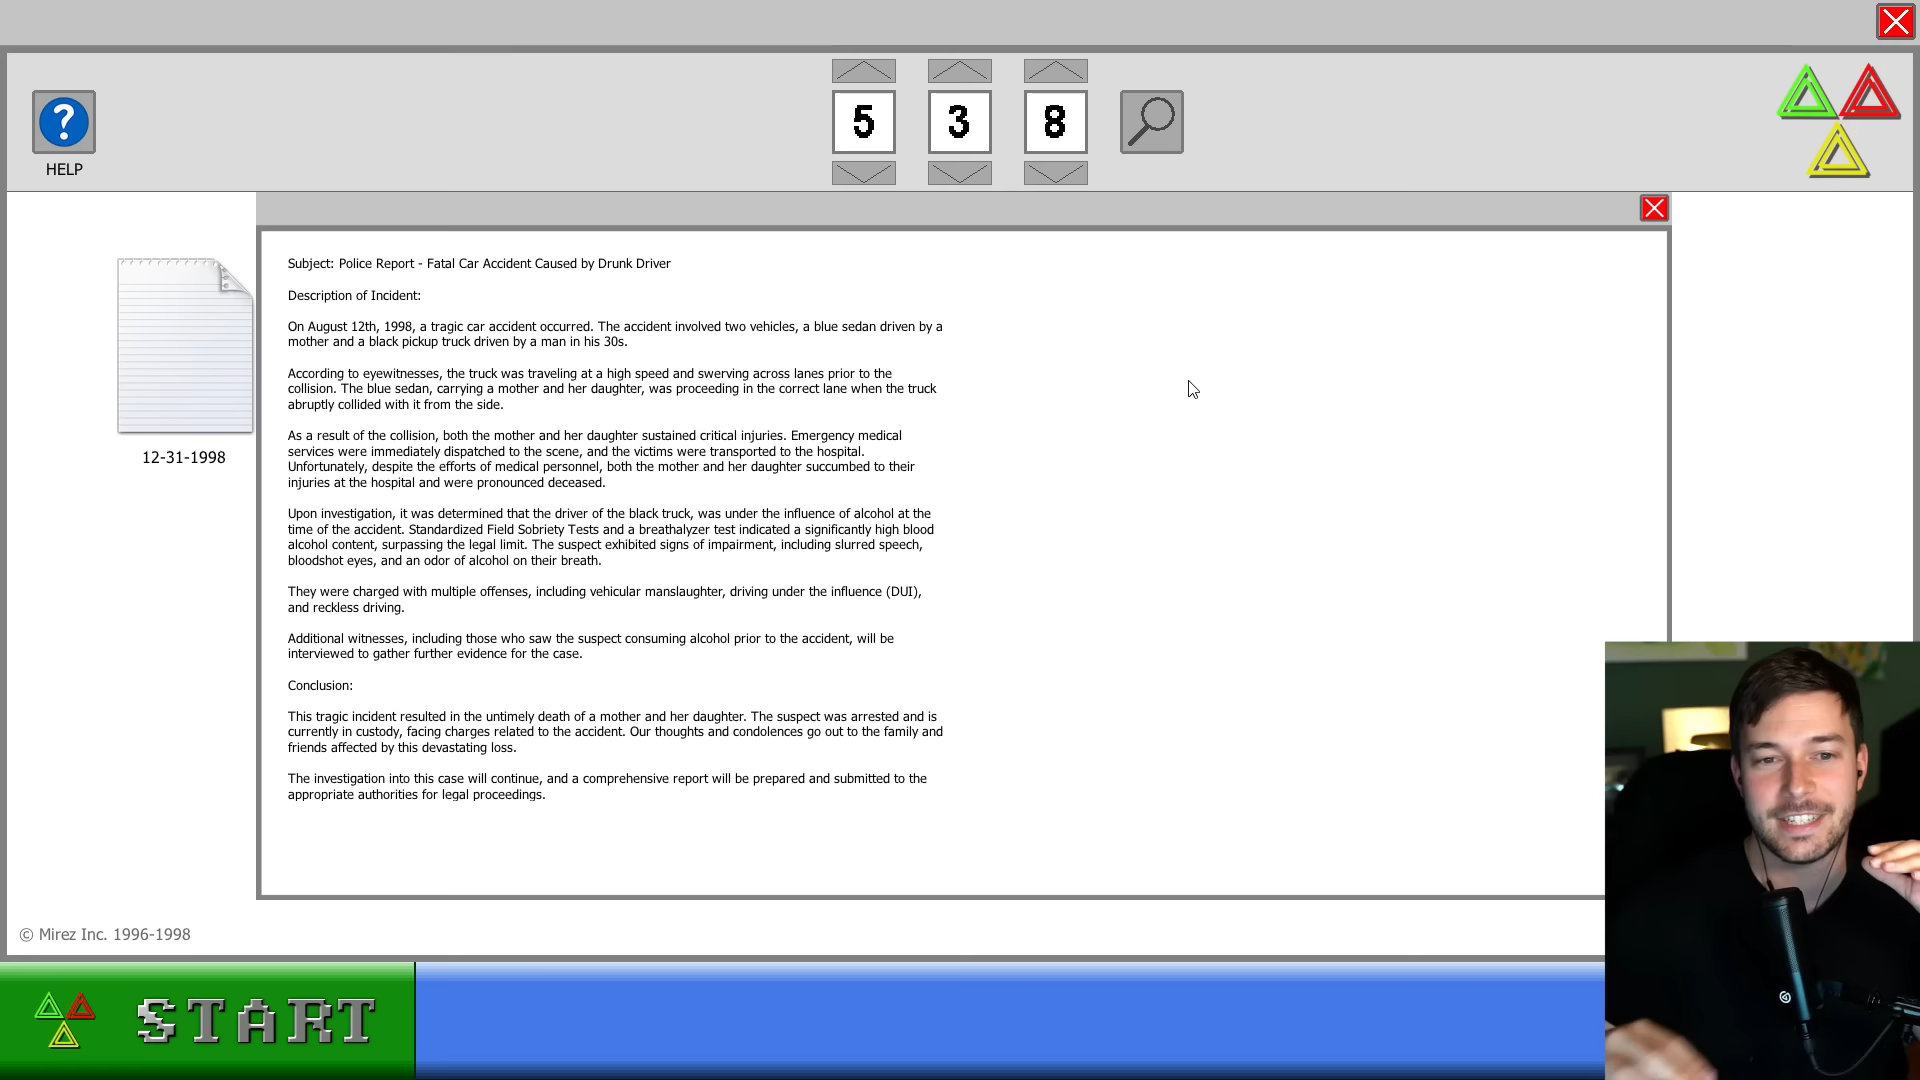 5 3 8
HELP
Subject: Police Report - Fatal Car Accident Caused by Drunk Driver
Description of Incident:
On August 12th, 1998, a tragic car accident occurred. The accident involved two vehicles, a blue sedan driven by a
mother and a black pickup truck driven by a man in his 30s.
According to eyewitnesses, the truck was traveling at a high speed and swerving across lanes prior to the
collision. The blue sedan, carrying a mother and her daughter, was proceeding in the correct lane when the truck
abruptly collided with it from the side.
As a result of the collision, both the mother and her daughter sustained critical injuries. Emergency medical
services were immediately dispatched to the scene, and the victims were transported to the hospital.
Unfortunately, despite the efforts of medical personnel, both the mother and her daughter succumbed to their
injuries at the hospital and were pronounced deceased.
Upon investigation, it was determined that the driver of the black truck, was under the influence of alcohol at the
time of the accident. Standardized Field Sobriety Tests and a breathalyzer test indicated a significantly high blood
alcohol content, surpassing the legal limit. The suspect exhibited signs of impairment, including slurred speech,
bloodshot eyes, and an odor of alcohol on their breath.
They were charged with multiple offenses, including vehicular manslaughter, driving under the influence (DUI),
and reckless driving.
Additional witnesses, including those who saw the suspect consuming alcohol prior to the accident, will be
interviewed to gather further evidence for the case.
Conclusion:
This tragic incident resulted in the untimely death of a mother and her daughter. The suspect was arrested and is
currently in custody, facing charges related to the accident. Our thoughts and condolences go out to the family and
friends affected by this devastating loss.
The investigation into this case will continue, and a comprehensive report will be prepared and submitted to the
appropriate authorities for legal proceedings.
12-31-1998
© Mirez Inc. 1996-1998
START